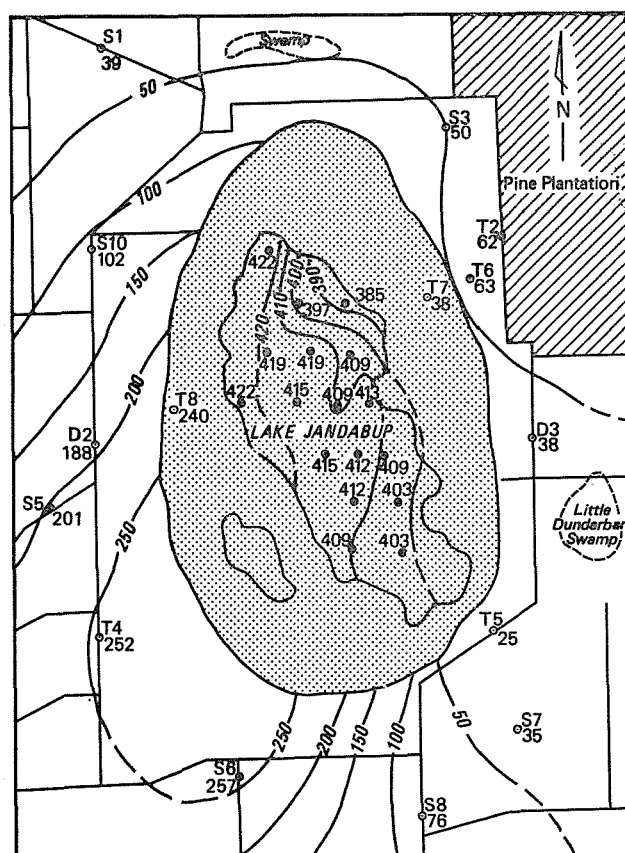 S1
39
Swamp
50
S3
50
N
Pine Plantation
100
T2
62
S10
102
422
390
400
410
420
T6
63
T7
38
150
397
385
200
419
419
409
T8
240
422
415
409
413
LAKE JANDABUP
D2
188
D3
38
415
412
409
S5
201
412
403
Little
Dunderbar
Swamp
250
409
403
T4
252
T5
25
250
200
150
100
50
S7
35
S6
257
S8
76